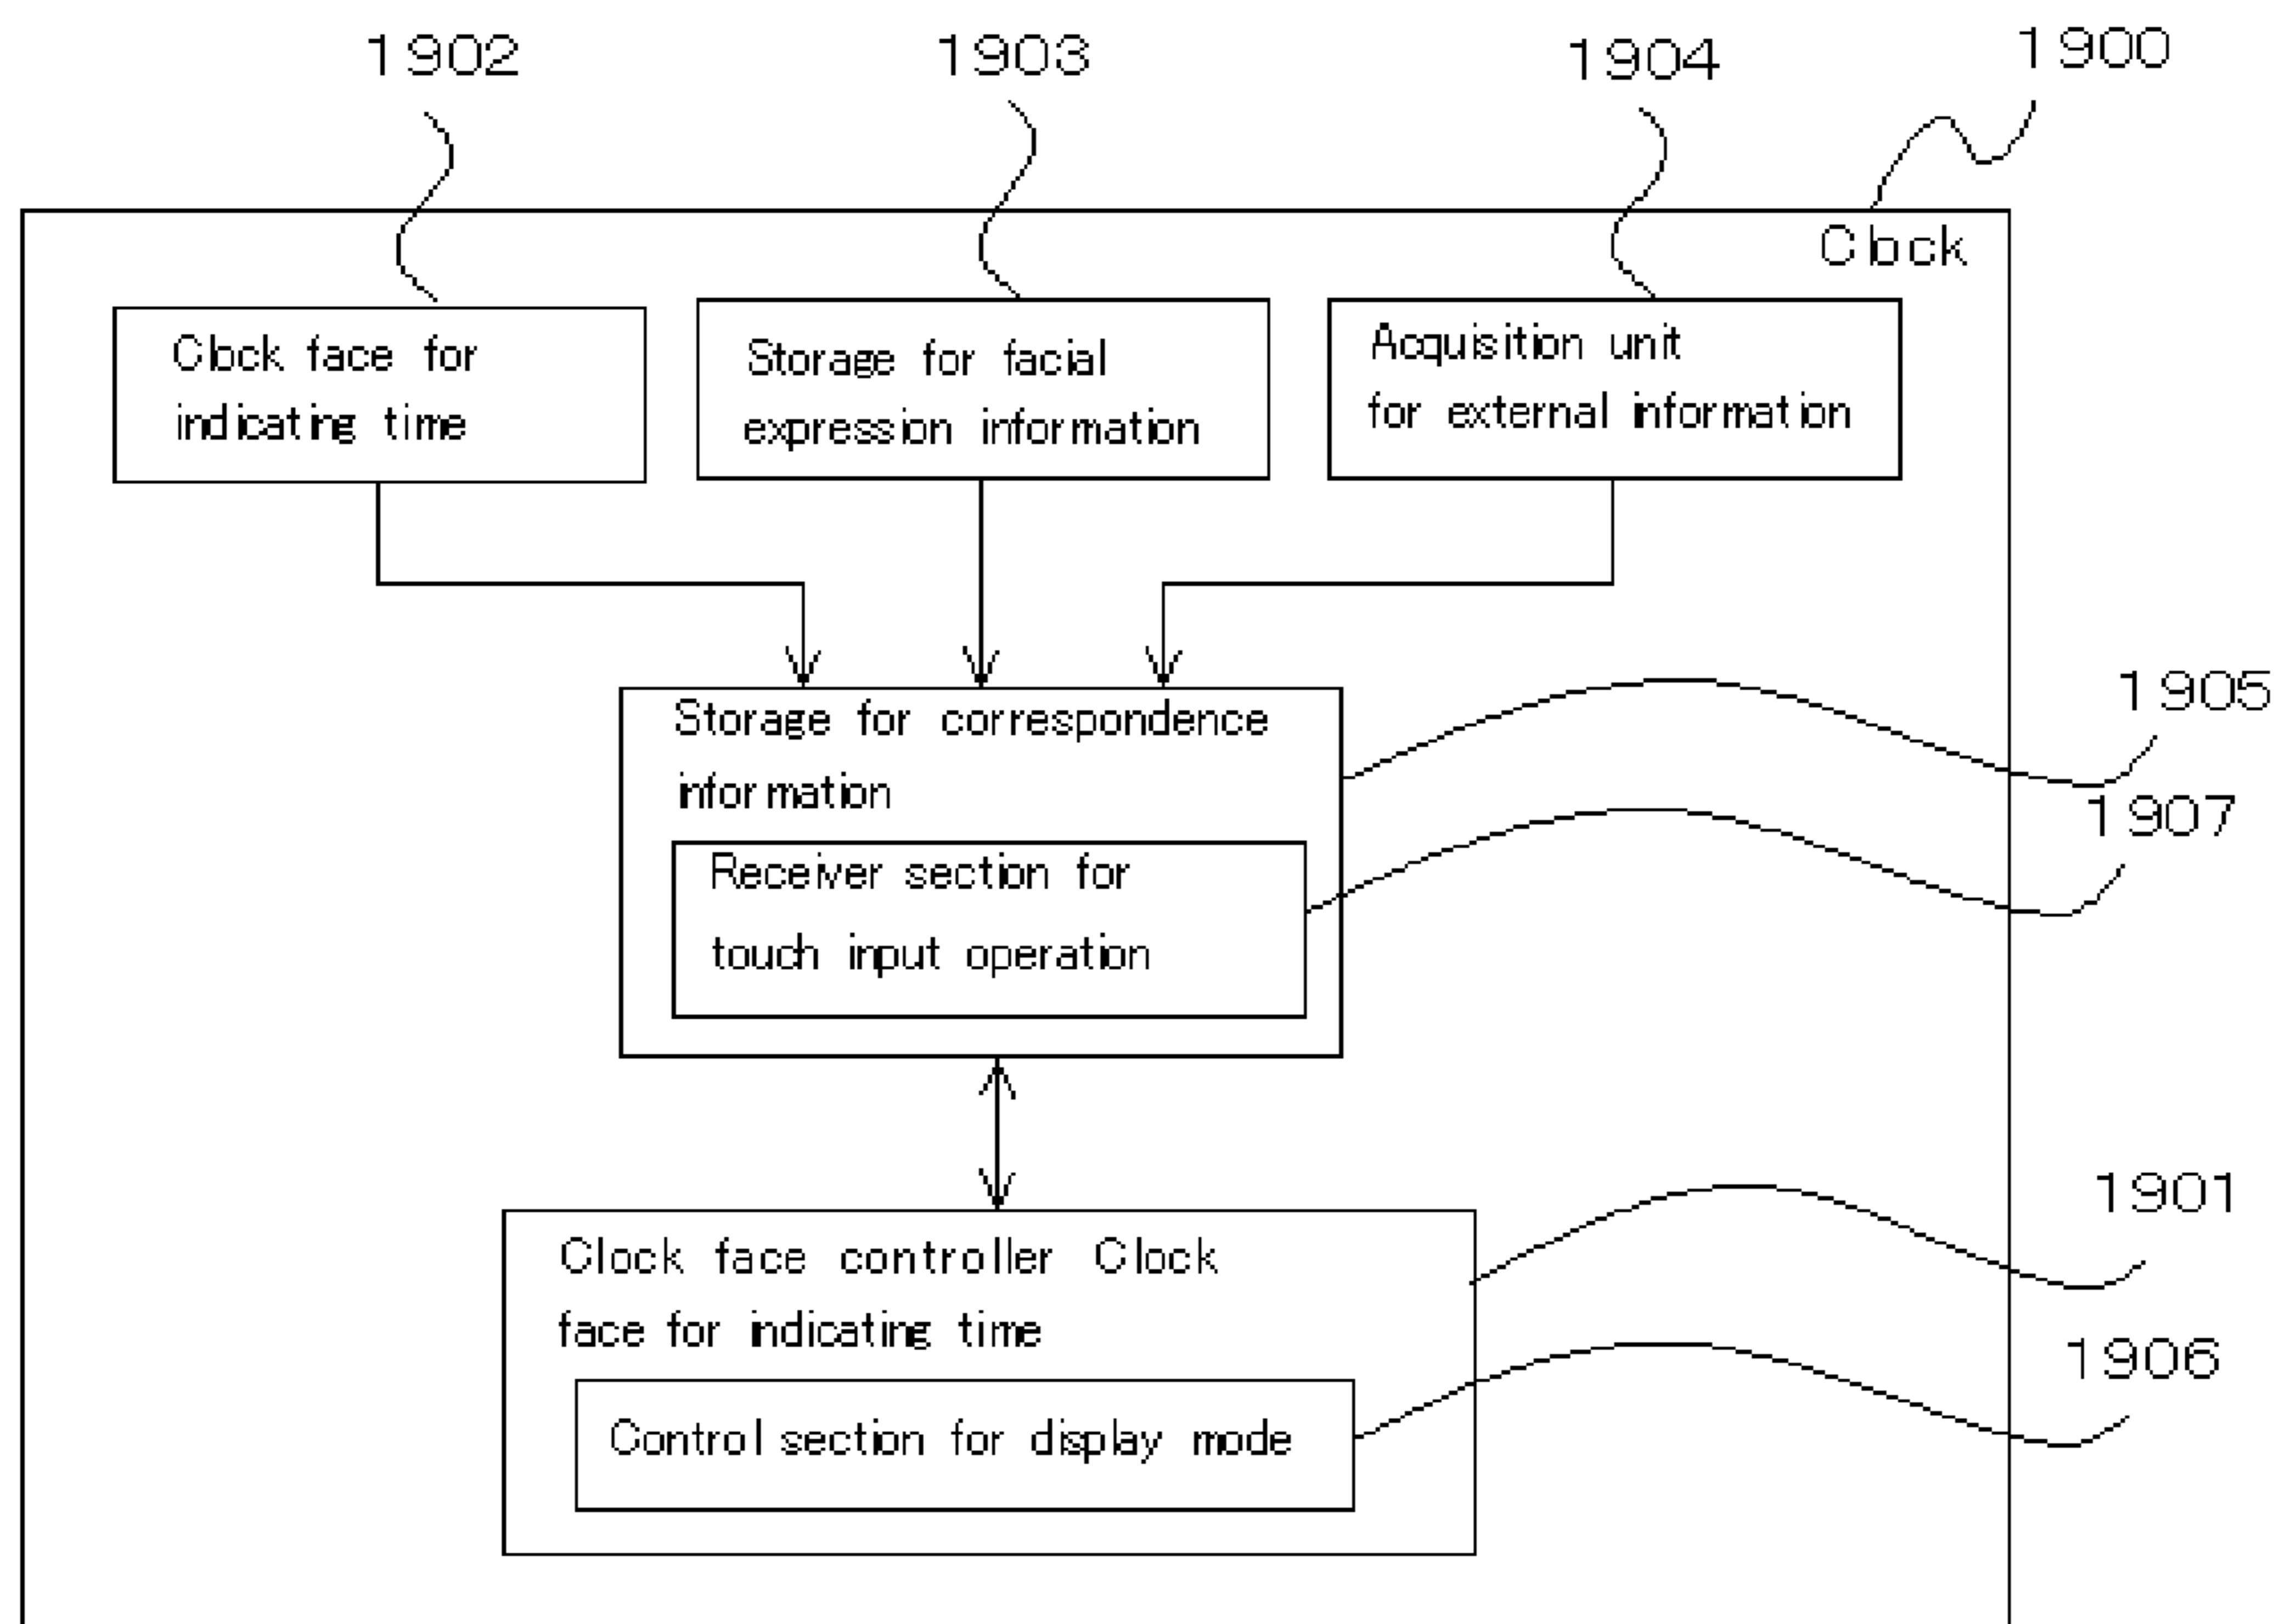 1902
1903
1904
1900
Clock
Clock face for
indicating time
Storage for facial
expression information
Acquisition unit
for external information
Storage for correspondence
information
1905
1907
Receiver section for
touch input operation
1901
Clock face controller Clock
face for indicating time
1906
Control section for display mode